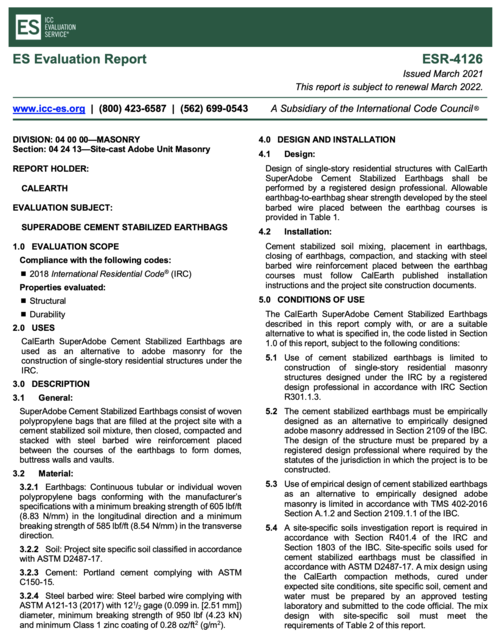 ES
ICC
EVALUATION
SERVICE®
ES Evaluation Report
ESR-4126
Issued March 2021
This report is subject to renewal March 2022.
www.icc-es.org | (800) 423-6587 | (562) 699-0543
A Subsidiary of the International Code Council®
DIVISION: 04 00 00—MASONRY
Section: 04 24 13—Site-cast Adobe Unit Masonry
REPORT HOLDER:
CALEARTH
EVALUATION SUBJECT:
SUPERADOBE CEMENT STABILIZED EARTHBAGS
1.0 EVALUATION SCOPE
Compliance with the following codes:
■ 2018 International Residential Code® (IRC)
Properties evaluated:
■ Structural
■ Durability
2.0 USES
CalEarth SuperAdobe Cement Stabilized Earthbags are
used as an alternative to adobe masonry for the
construction of single-story residential structures under the
IRC.
3.0 DESCRIPTION
3.1 General:
SuperAdobe Cement Stabilized Earthbags consist of woven
polypropylene bags that are filled at the project site with a
cement stabilized soil mixture, then closed, compacted and
stacked with steel barbed wire reinforcement placed
between the courses of the earthbags to form domes,
buttress walls and vaults.
3.2 Material:
3.2.1 Earthbags: Continuous tubular or individual woven
polypropylene bags conforming with the manufacturer's
specifications with a minimum breaking strength of 605 lbf/ft
(8.83 N/mm) in the longitudinal direction and a minimum
breaking strength of 585 lbf/ft (8.54 N/mm) in the transverse
direction.
3.2.2 Soil: Project site specific soil classified in accordance
with ASTM D2487-17.
3.2.3 Cement: Portland cement complying with ASTM
C150-15.
3.2.4 Steel barbed wire: Steel barbed wire complying with
ASTM A121-13 (2017) with 12¹/₂ gage (0.099 in. [2.51 mm])
diameter, minimum breaking strength of 950 lbf (4.23 kN)
and minimum Class 1 zinc coating of 0.28 oz/ft² (g/m²).
4.0 DESIGN AND INSTALLATION
4.1 Design:
Design of single-story residential structures with CalEarth
SuperAdobe Cement Stabilized Earthbags shall be
performed by a registered design professional. Allowable
earthbag-to-earthbag shear strength developed by the steel
barbed wire placed between the earthbag courses is
provided in Table 1.
4.2 Installation:
Cement stabilized soil mixing, placement in earthbags,
closing of earthbags, compaction, and stacking with steel
barbed wire reinforcement placed between the earthbag
courses must follow CalEarth published installation
instructions and the project site construction documents.
5.0 CONDITIONS OF USE
The CalEarth SuperAdobe Cement Stabilized Earthbags
described in this report comply with, or are a suitable
alternative to what is specified in, the code listed in Section
1.0 of this report, subject to the following conditions:
5.1 Use of cement stabilized earthbags is limited to
construction of single-story residential masonry
structures designed under the IRC by a registered
design professional in accordance with IRC Section
R301.1.3.
5.2 The cement stabilized earthbags must be empirically
designed as an alternative to empirically designed
adobe masonry addressed in Section 2109 of the IBC.
The design of the structure must be prepared by a
registered design professional where required by the
statutes of the jurisdiction in which the project is to be
constructed.
5.3 Use of empirical design of cement stabilized earthbags
as an alternative to empirically designed adobe
masonry is limited in accordance with TMS 402-2016
Section A.1.2 and Section 2109.1.1 of the IBC.
5.4 A site-specific soils investigation report is required in
accordance with Section R401.4 of the IRC and
Section 1803 of the IBC. Site-specific soils used for
cement stabilized earthbags must be classified in
accordance with ASTM D2487-17. A mix design using
the CalEarth compaction methods, cured under
expected site conditions, site specific soil, cement and
water must be prepared by an approved testing
laboratory and submitted to the code official. The mix
design with site-specific soil must meet the
requirements of Table 2 of this report.